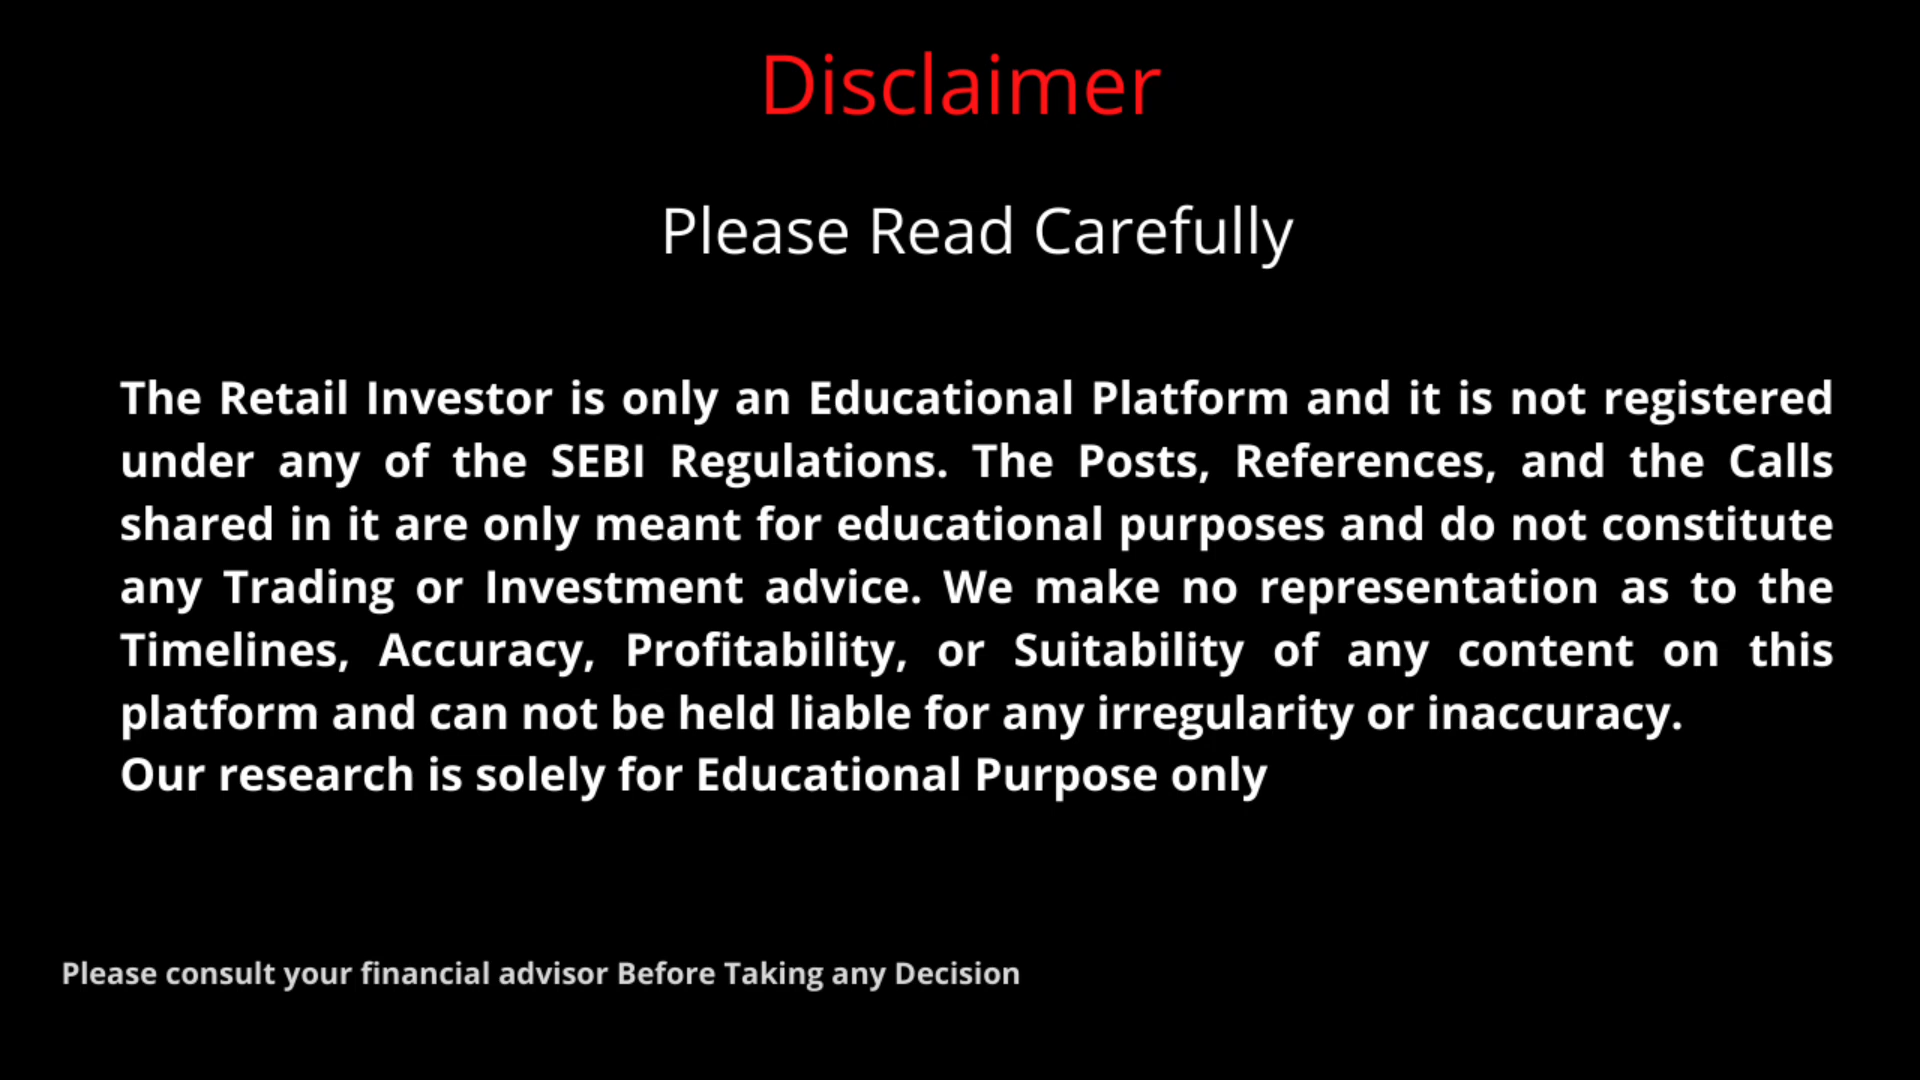 Disclaimer
Please Read Carefully
The Retail Investor is only an Educational Platform and it is not registered
under any of the SEBI Regulations. The Posts, References, and the Calls
shared in it are only meant for educational purposes and do not constitute
any Trading or Investment advice. We make no representation as to the
Timelines, Accuracy, Profitability, or Suitability of any content on this
platform and can not be held liable for any irregularity or inaccuracy.
Our research is solely for Educational Purpose only
Please consult your financial advisor Before Taking any Decision